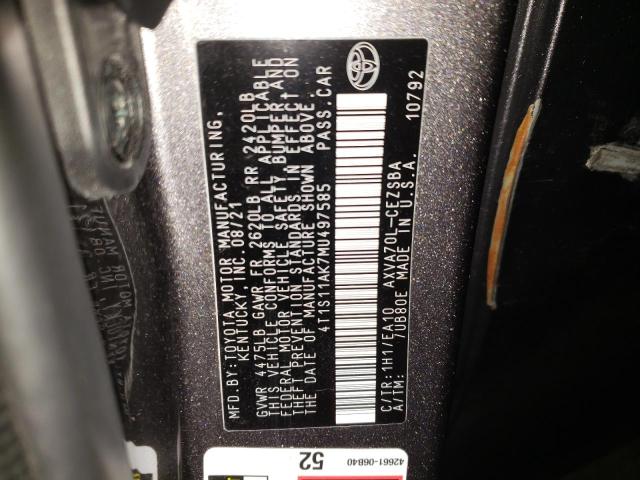 MFD.BY:TOYOTA MOTOR MANUFACTURING,
KENTUCKY, INC. 08/21
GVWR 4475LB GAWR FR 2620LB RR 2420LB
THIS VEHICLE CONFORMS TO ALL APPLICABLE
FEDERAL MOTOR VEHICLE SAFETY, BUMPER AND
THEFT PREVENTION STANDARDS IN EFFECT ON
THE DATE OF MANUFACTURE SHOWN ABOVE.
4T1S11AK7MU497585 PASS.CAR
C/TR:1H1/EA10 AXVA70L-CEZSBA
A/TM: 7UB80E MADE IN U.S.A.
10792
52
42661-06B40